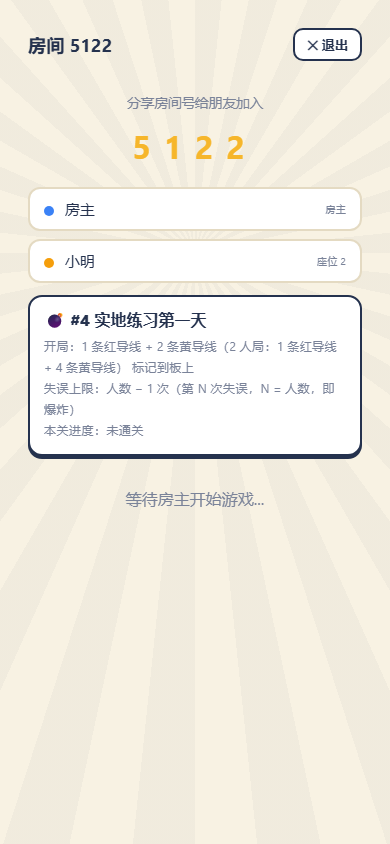 房间 5122
× 退出
分享房间号给朋友加入
5 1 2 2
房主
房主
小明
座位 2
#4 实地练习第一天
开局：1 条红导线 + 2 条黄导线（2 人局：1 条红导线
+ 4 条黄导线） 标记到板上
失误上限：人数 − 1 次（第 N 次失误，N = 人数，即
爆炸）
本关进度：未通关
等待房主开始游戏...